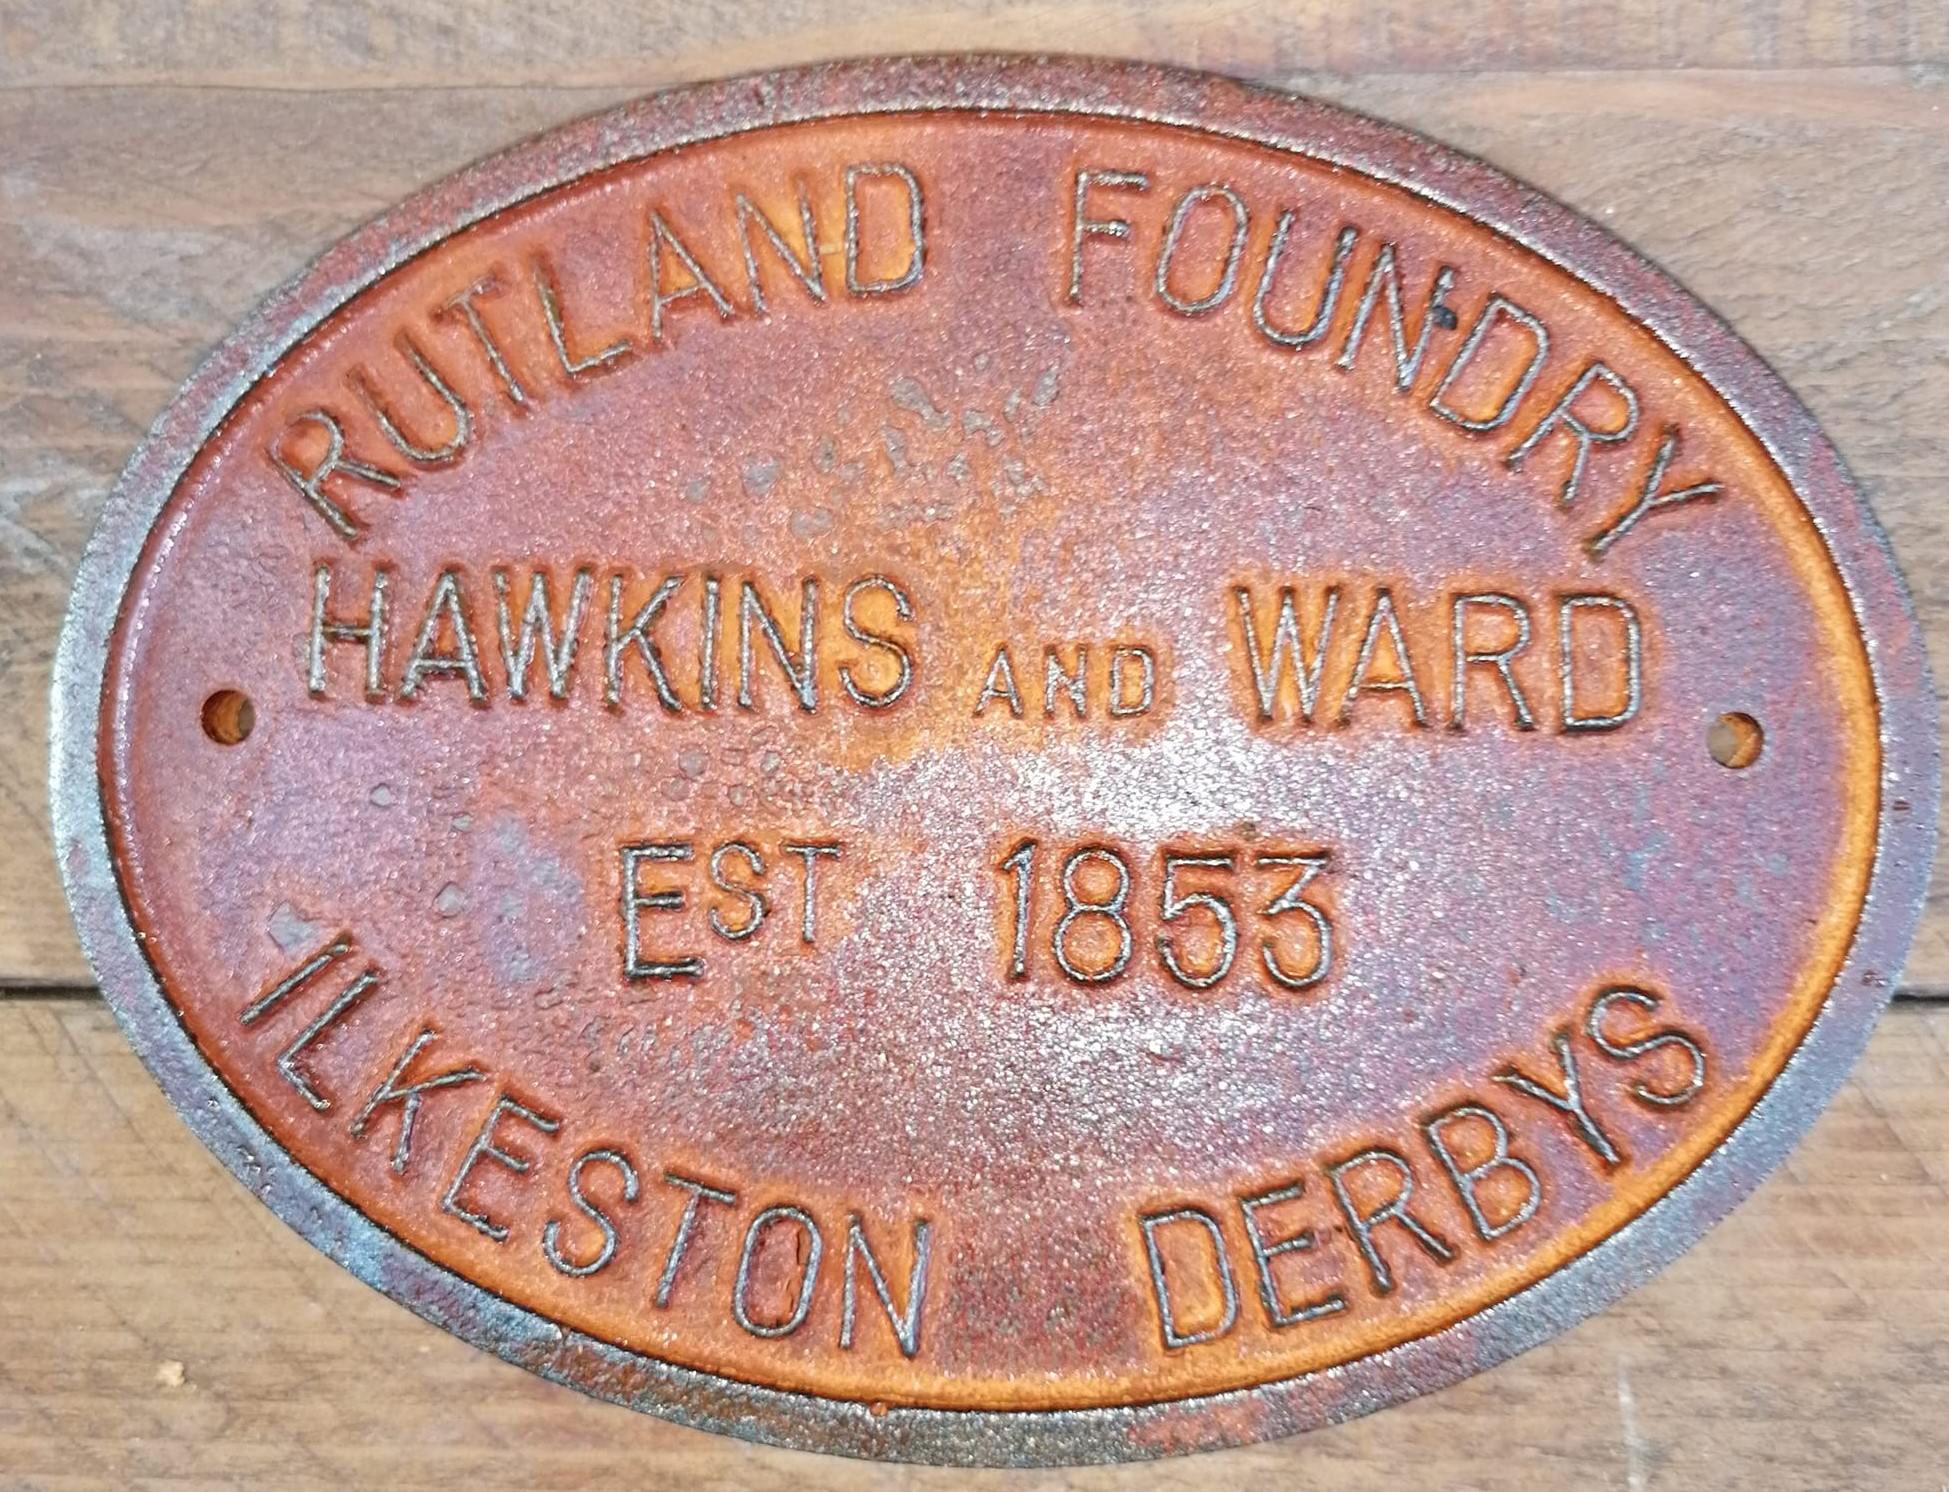 RUTLAND FOUNDRY
HAWKINS AND WARD
EST 1853
ILKESTON DERBYS